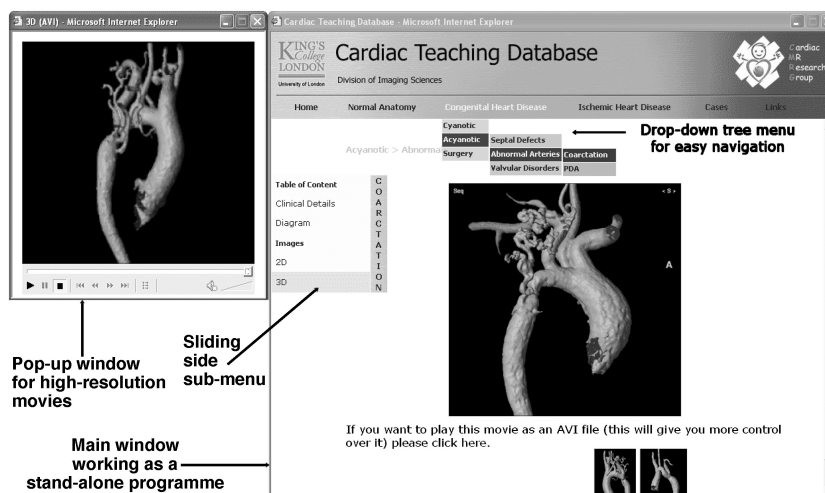 3D (AVI) - Microsoft Internet Explorer
Cardiac Teaching Database - Microsoft Internet Explorer
KING'S
College
LONDON
University of London
Cardiac Teaching Database
Division of Imaging Sciences
Cardiac
MR
Research
Group
Home Normal Anatomy Congenital Heart Disease Ischemic Heart Disease Cases Links
Cyanotic
Acyanotic Septal Defects
Surgery Abnormal Arteries Coarctation
Valvular Disorders PDA
Drop-down tree menu
for easy navigation
Acyanotic > Abnorma
Table of Content
Clinical Details
Diagram
Images
2D
3D
COARCTATION
Seq
< S >
A
Pop-up window
for high-resolution
movies
Sliding
side
sub-menu
If you want to play this movie as an AVI file (this will give you more control
over it) please click here.
Main window
working as a
stand-alone programme